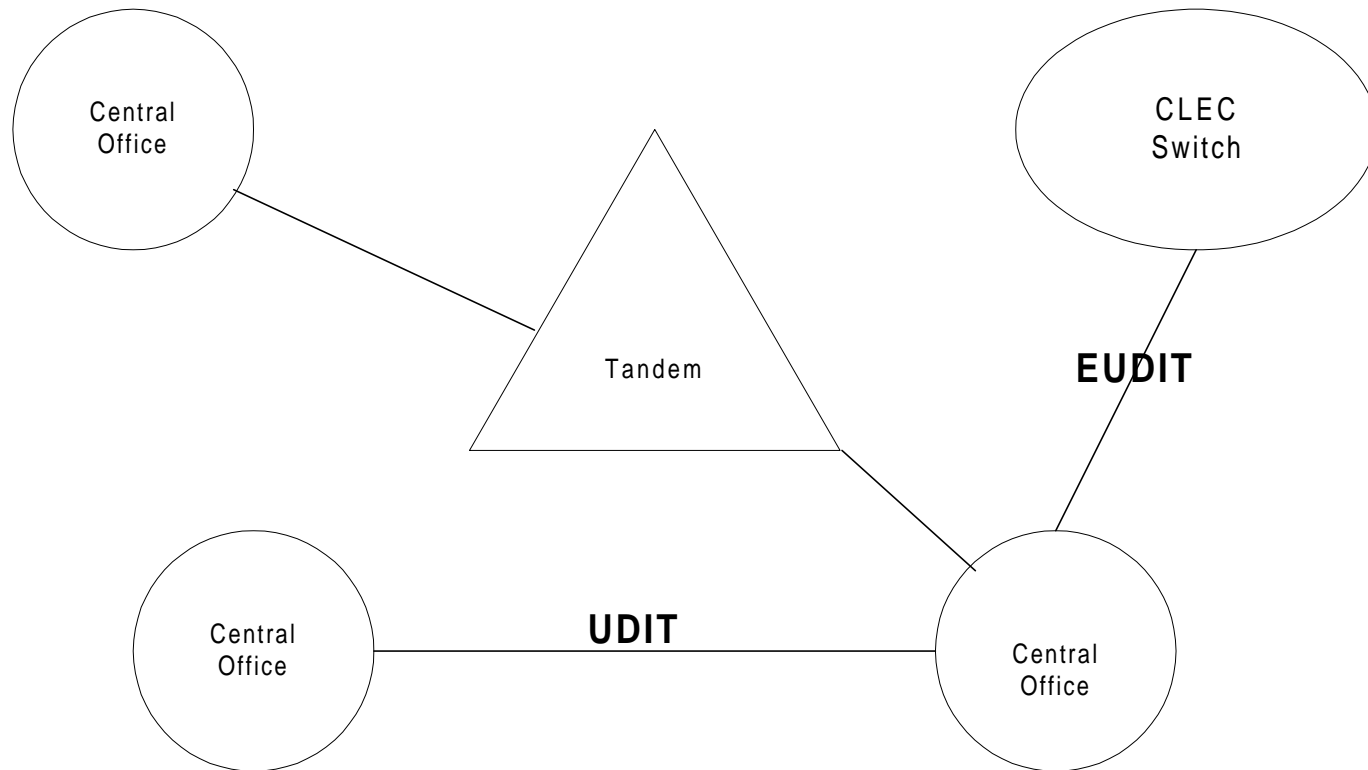 Central
Office
CLEC
Switch
Tandem
EUDIT
UDIT
Central
Office
Central
Office